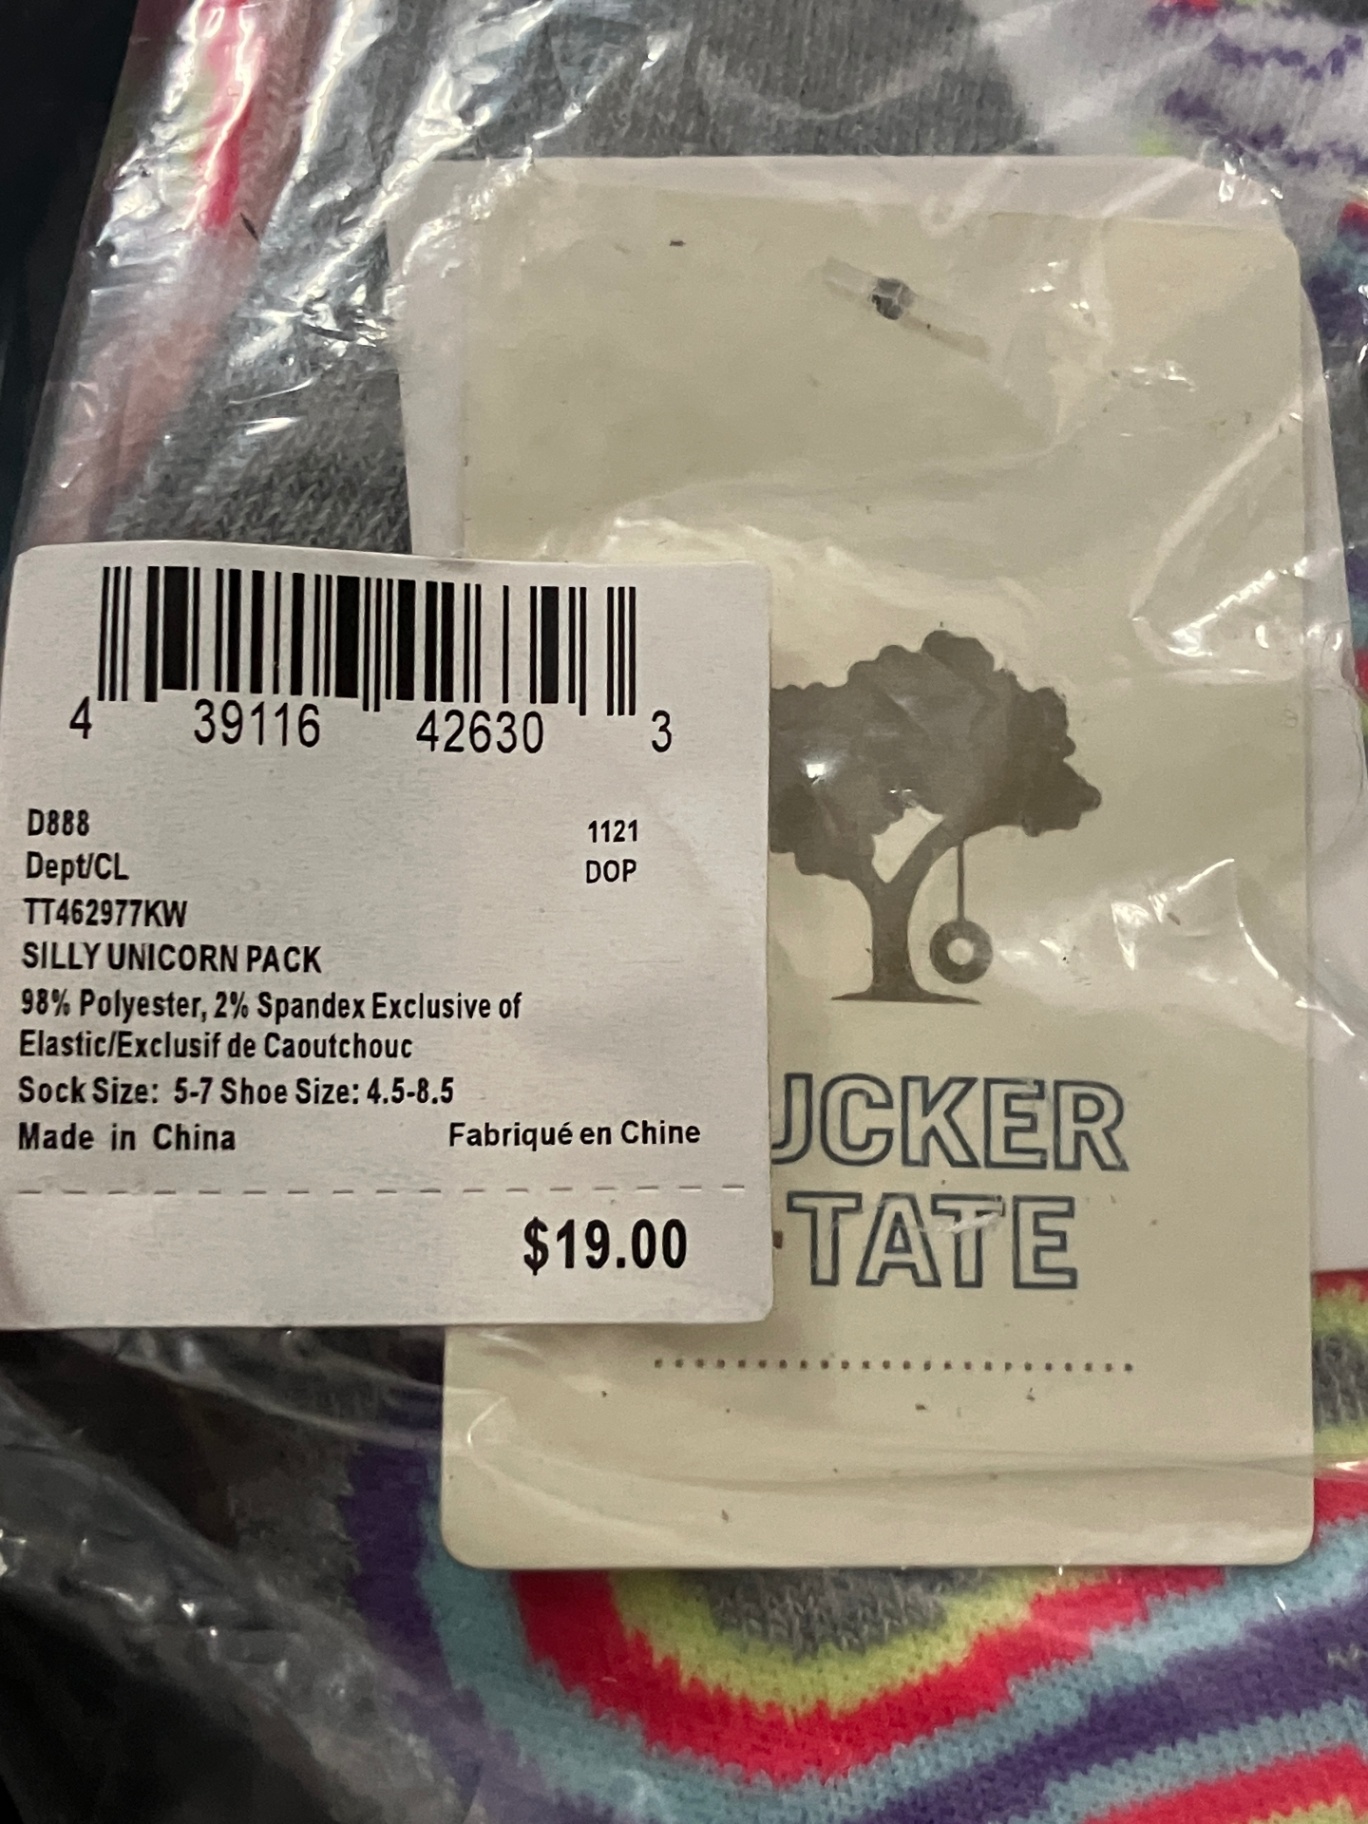 4 39116 42630 3
D888 1121
Dept/CL DOP
TT462977KW
SILLY UNICORN PACK
98% Polyester, 2% Spandex Exclusive of
Elastic/Exclusif de Caoutchouc
Sock Size: 5-7 Shoe Size: 4.5-8.5
Made in China Fabriqué en Chine
$19.00
UCKER
TATE